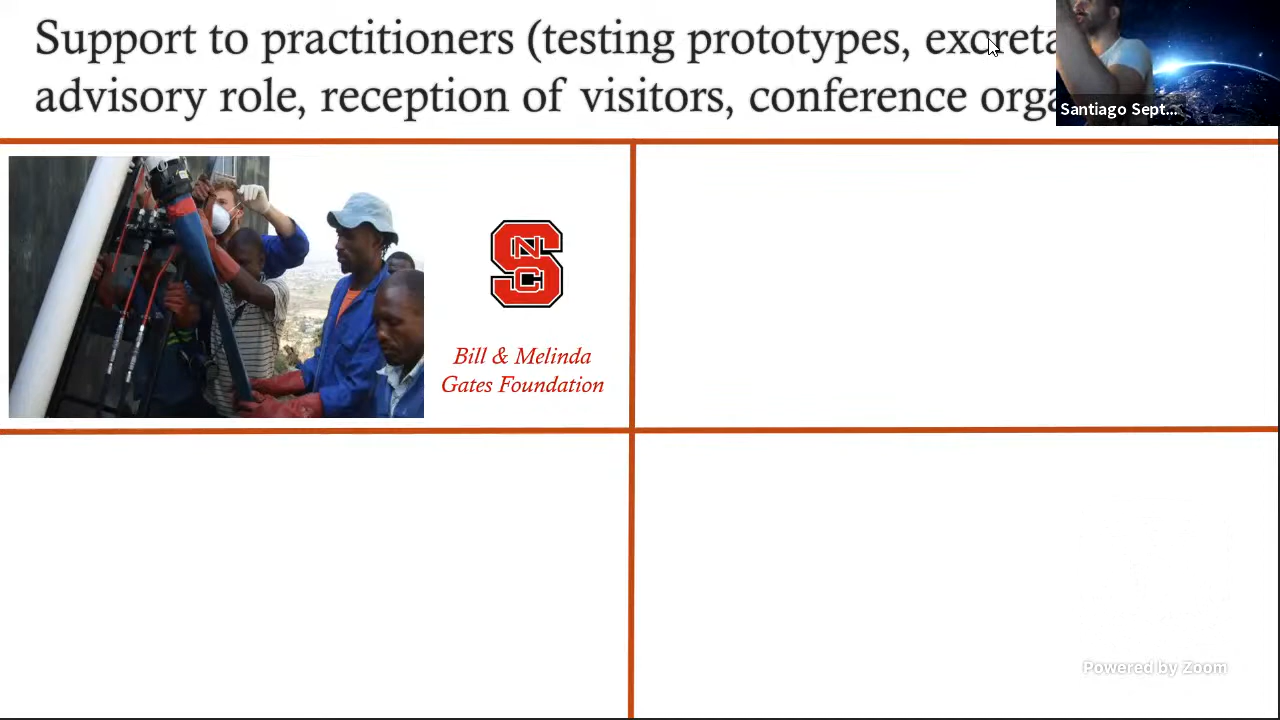 Support to practitioners (testing prototypes, excreta
advisory role, reception of visitors, conference orga
Santiago Sept...
NC
S
Bill & Melinda
Gates Foundation
Powered by Zoom